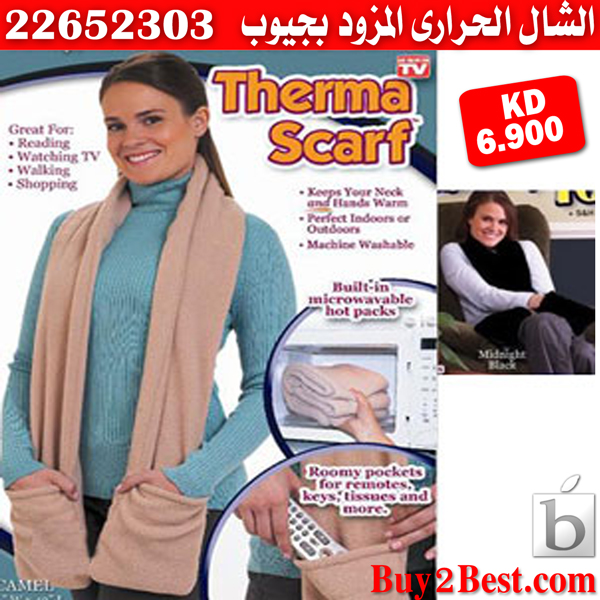 الشال الحرارى المزود بجيوب 22652303
TV
Therma
Scarf
KD
6.900
Great For:
• Reading
• Watching TV
• Walking
• Shopping
• Keeps Your Neck
and Hands Warm
• Perfect Indoors or
Outdoors
• Machine Washable
Built-in
microwavable
hot packs
Midnight
Black
Roomy pockets
for remotes,
keys, tissues and
more.
CAMEL
b
Buy2Best.com